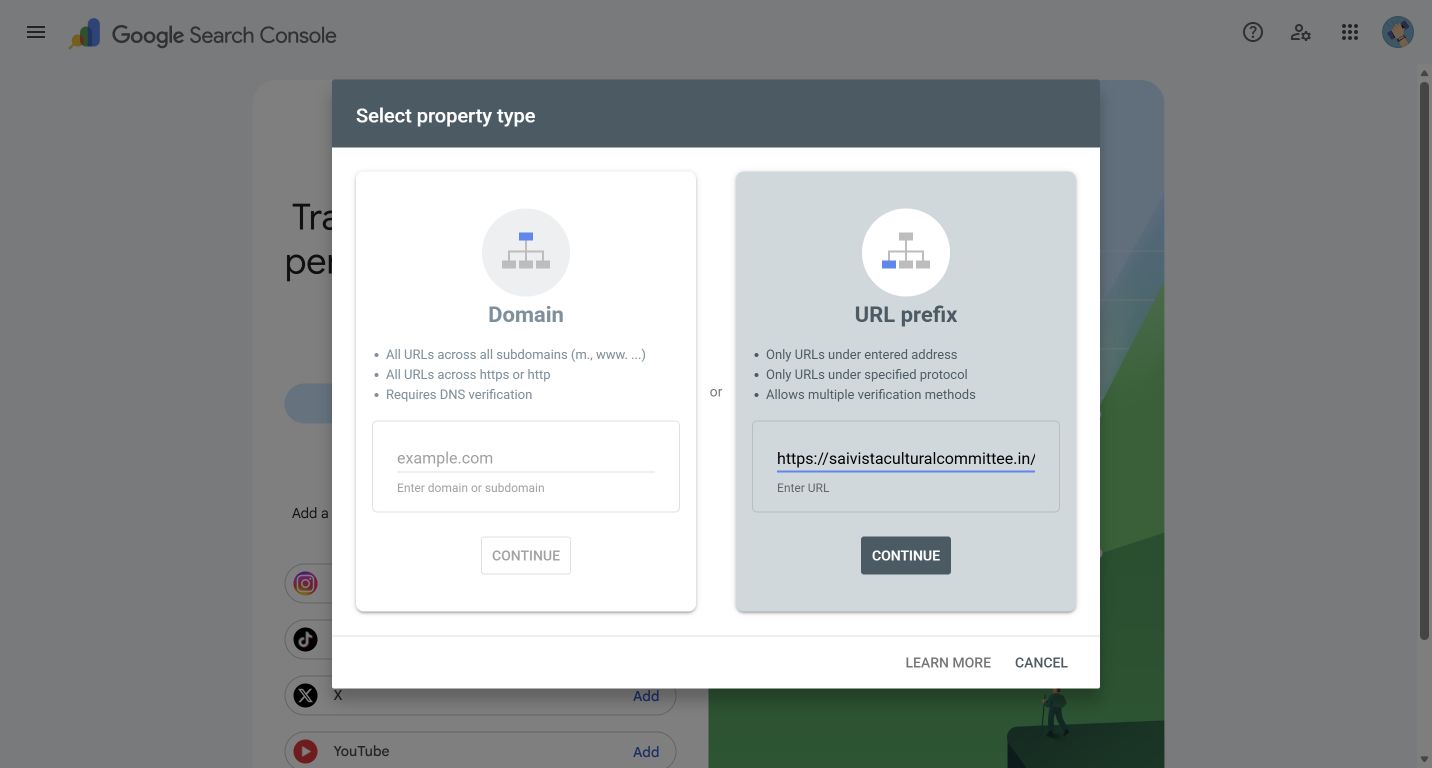 Google Search Console
Select property type
Tra
per
Domain
• All URLs across all subdomains (m., www. ...)
• All URLs across https or http
• Requires DNS verification
example.com
Enter domain or subdomain
CONTINUE
or
URL prefix
• Only URLs under entered address
• Only URLs under specified protocol
• Allows multiple verification methods
https://saivistaculturalcommittee.in/
Enter URL
CONTINUE
Add a
LEARN MORE
CANCEL
X
Add
YouTube
Add